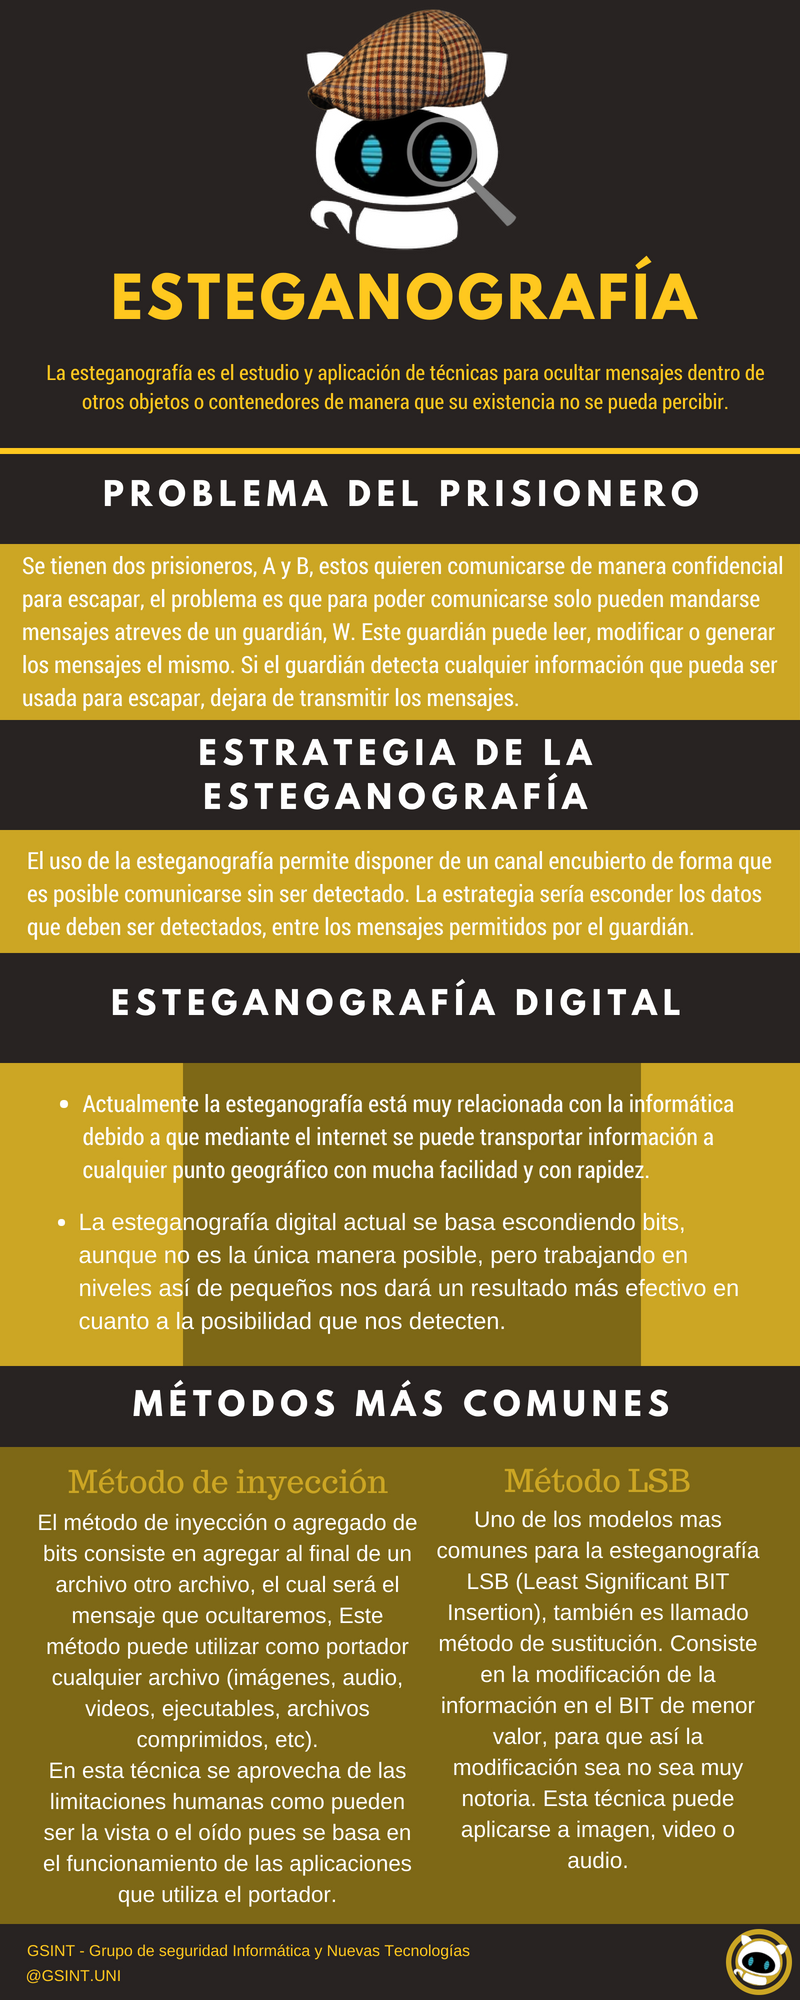 ESTEGANOGRAFÍA
La esteganografía es el estudio y aplicación de técnicas para ocultar mensajes dentro de
otros objetos o contenedores de manera que su existencia no se pueda percibir.
PROBLEMA DEL PRISIONERO
Se tienen dos prisioneros, A y B, estos quieren comunicarse de manera confidencial
para escapar, el problema es que para poder comunicarse solo pueden mandarse
mensajes atreves de un guardián, W. Este guardián puede leer, modificar o generar
los mensajes el mismo. Si el guardián detecta cualquier información que pueda ser
usada para escapar, dejara de transmitir los mensajes.
ESTRATEGIA DE LA
ESTEGANOGRAFÍA
El uso de la esteganografía permite disponer de un canal encubierto de forma que
es posible comunicarse sin ser detectado. La estrategia sería esconder los datos
que deben ser detectados, entre los mensajes permitidos por el guardián.
ESTEGANOGRAFÍA DIGITAL
• Actualmente la esteganografía está muy relacionada con la informática
debido a que mediante el internet se puede transportar información a
cualquier punto geográfico con mucha facilidad y con rapidez.
• La esteganografía digital actual se basa escondiendo bits,
aunque no es la única manera posible, pero trabajando en
niveles así de pequeños nos dará un resultado más efectivo en
cuanto a la posibilidad que nos detecten.
MÉTODOS MÁS COMUNES
Método de inyección
El método de inyección o agregado de
bits consiste en agregar al final de un
archivo otro archivo, el cual será el
mensaje que ocultaremos, Este
método puede utilizar como portador
cualquier archivo (imágenes, audio,
videos, ejecutables, archivos
comprimidos, etc).
En esta técnica se aprovecha de las
limitaciones humanas como pueden
ser la vista o el oído pues se basa en
el funcionamiento de las aplicaciones
que utiliza el portador.
Método LSB
Uno de los modelos mas
comunes para la esteganografía
LSB (Least Significant BIT
Insertion), también es llamado
método de sustitución. Consiste
en la modificación de la
información en el BIT de menor
valor, para que así la
modificación sea no sea muy
notoria. Esta técnica puede
aplicarse a imagen, video o
audio.
GSINT - Grupo de seguridad Informática y Nuevas Tecnologías
@GSINT.UNI